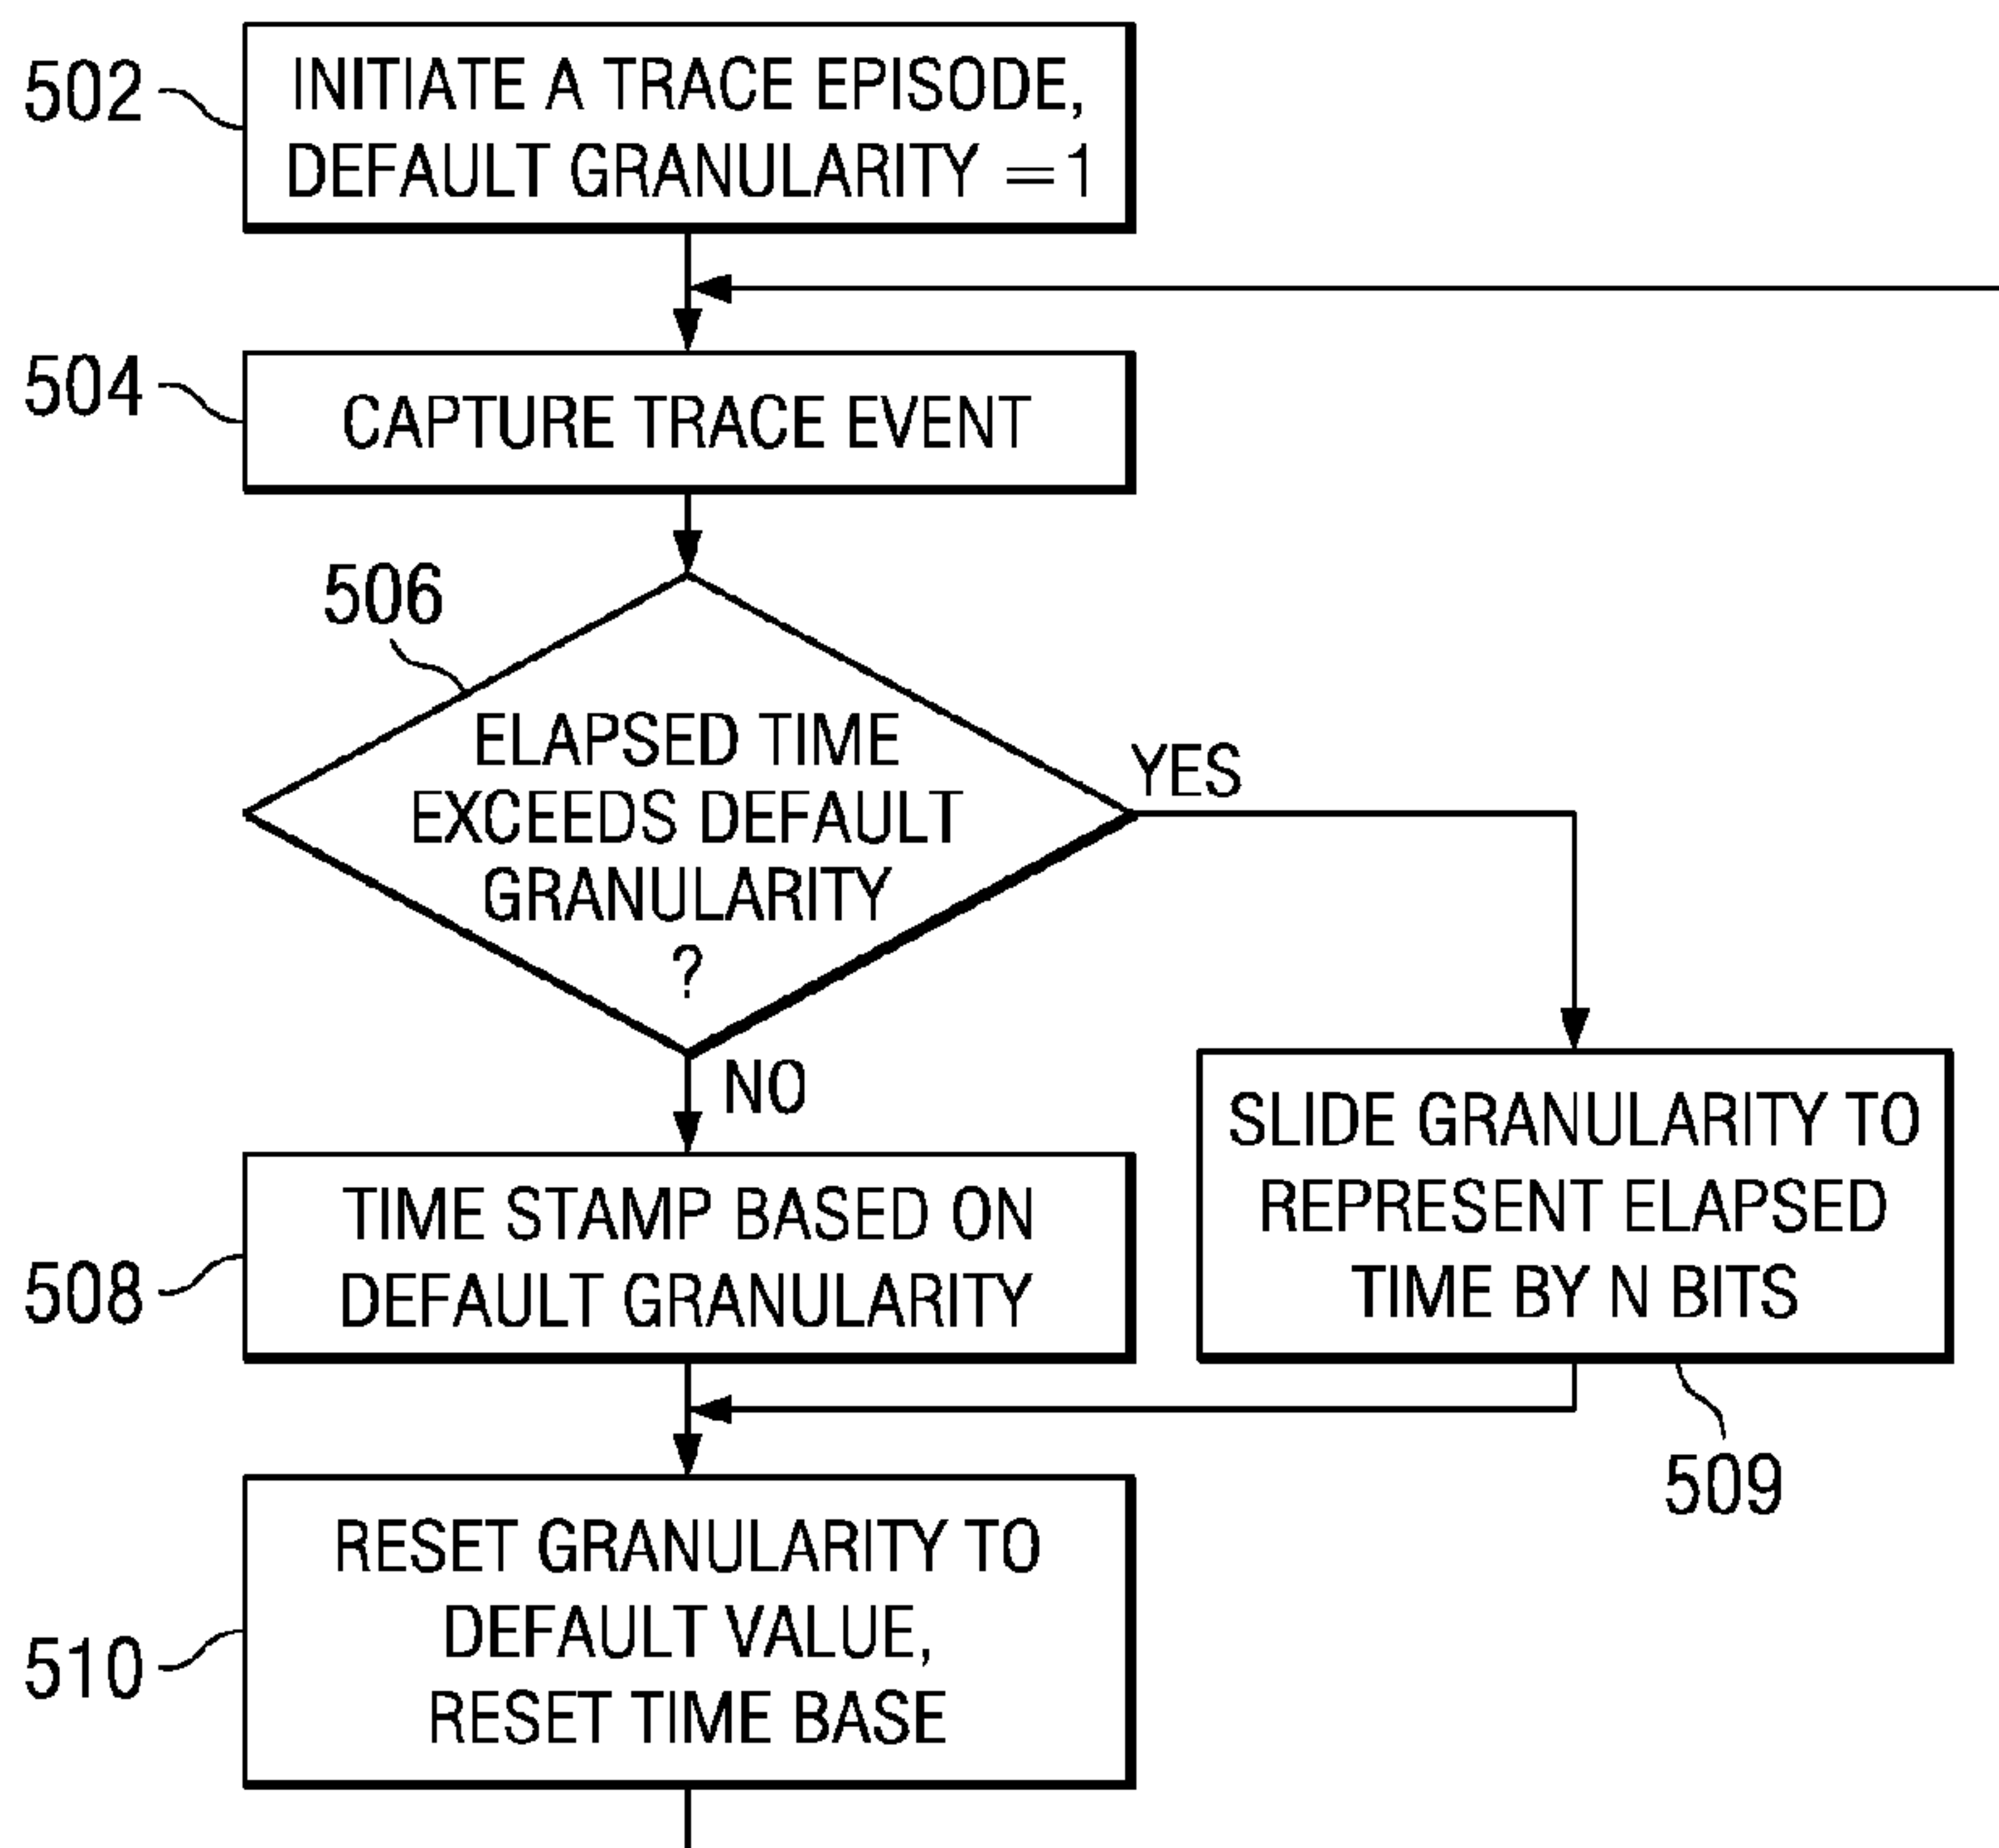 502
INITIATE A TRACE EPISODE,
DEFAULT GRANULARITY =1
504
CAPTURE TRACE EVENT
506
ELAPSED TIME
EXCEEDS DEFAULT
GRANULARITY
?
YES
NO
508
TIME STAMP BASED ON
DEFAULT GRANULARITY
SLIDE GRANULARITY TO
REPRESENT ELAPSED
TIME BY N BITS
509
510
RESET GRANULARITY TO
DEFAULT VALUE,
RESET TIME BASE